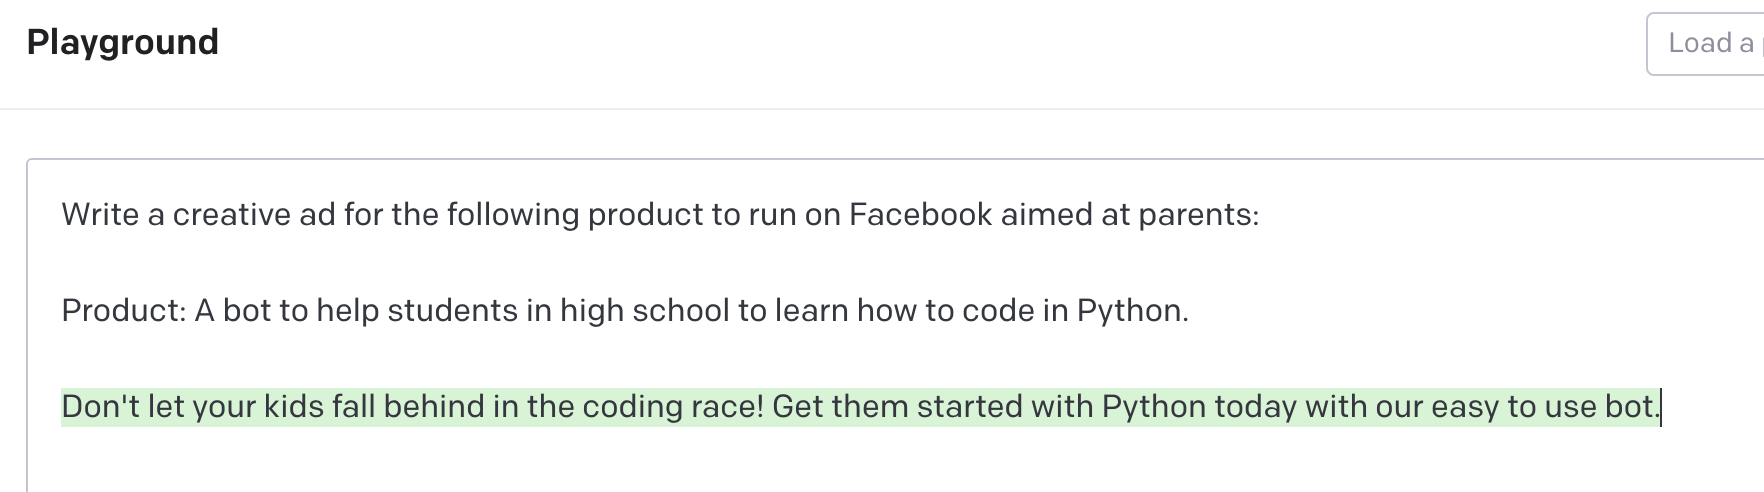 Playground
Load a
Write a creative ad for the following product to run on Facebook aimed at parents:
Product: A bot to help students in high school to learn how to code in Python.
Don't let your kids fall behind in the coding race! Get them started with Python today with our easy to use bot.